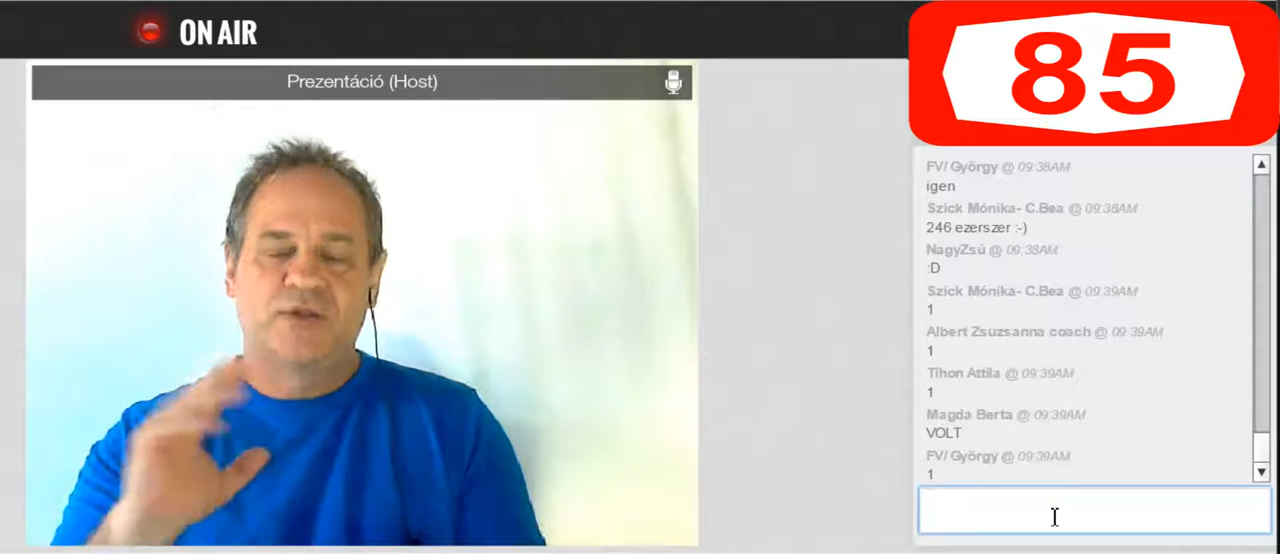 ON AIR
85
Prezentáció (Host)
FV/ György @ 09:38AM
igen
Szick Mónika- C.Bea @ 09:38AM
246 ezerszer :-)
NagyZsú @ 09:38AM
:D
Szick Mónika- C.Bea @ 09:39AM
1
Albert Zsuzsanna coach @ 09:39AM
1
Tihon Attila @ 09:39AM
1
Magda Berta @ 09:39AM
VOLT
FV/ György @ 09:39AM
1